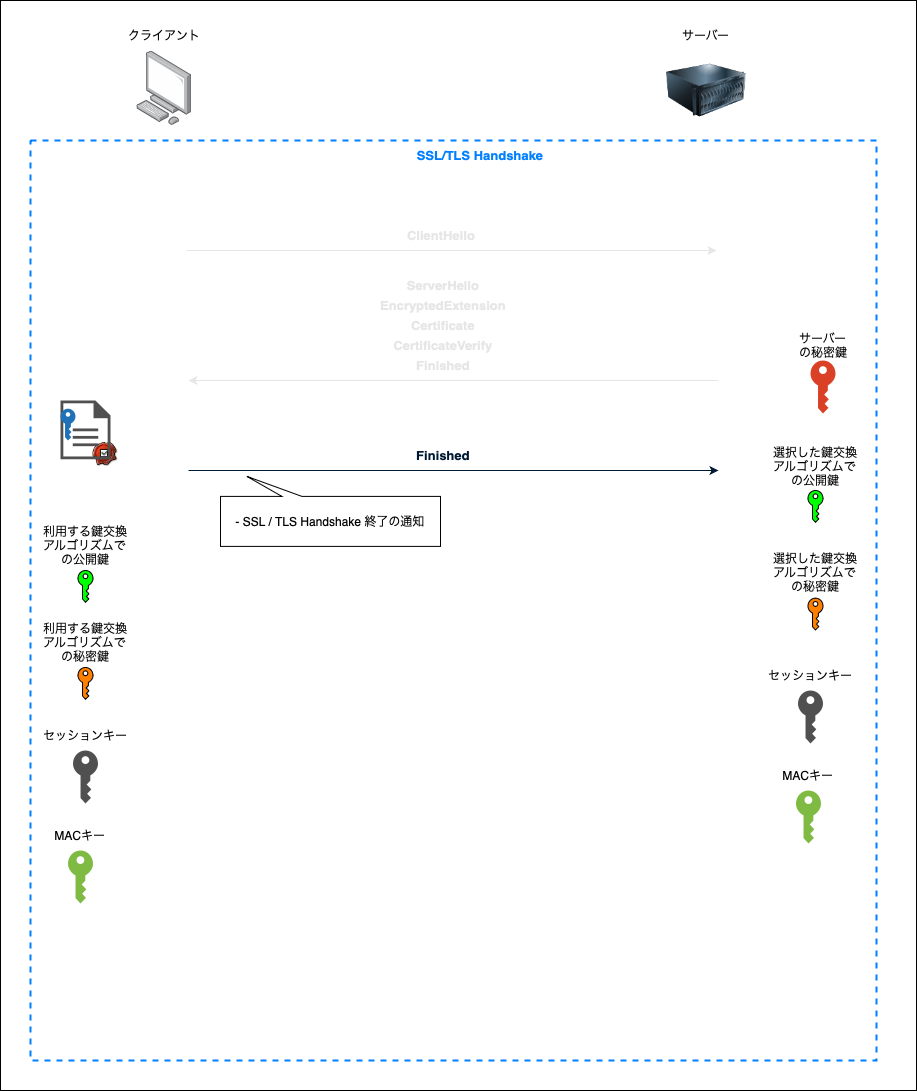 クライアント
サーバー
SSL/TLS Handshake
ClientHello
ServerHello
EncryptedExtension
Certificate
CertificateVerify
Finished
サーバー
の秘密鍵
Finished
- SSL / TLS Handshake 終了の通知
選択した鍵交換
アルゴリズムで
の公開鍵
利用する鍵交換
アルゴリズムで
の公開鍵
選択した鍵交換
アルゴリズムで
の秘密鍵
利用する鍵交換
アルゴリズムで
の秘密鍵
セッションキー
セッションキー
MACキー
MACキー